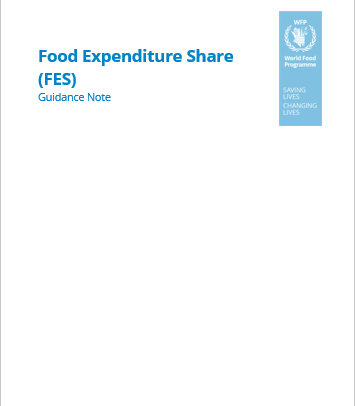 Food Expenditure Share
(FES)
Guidance Note
WFP
World Food
Programme
SAVING
LIVES
CHANGING
LIVES